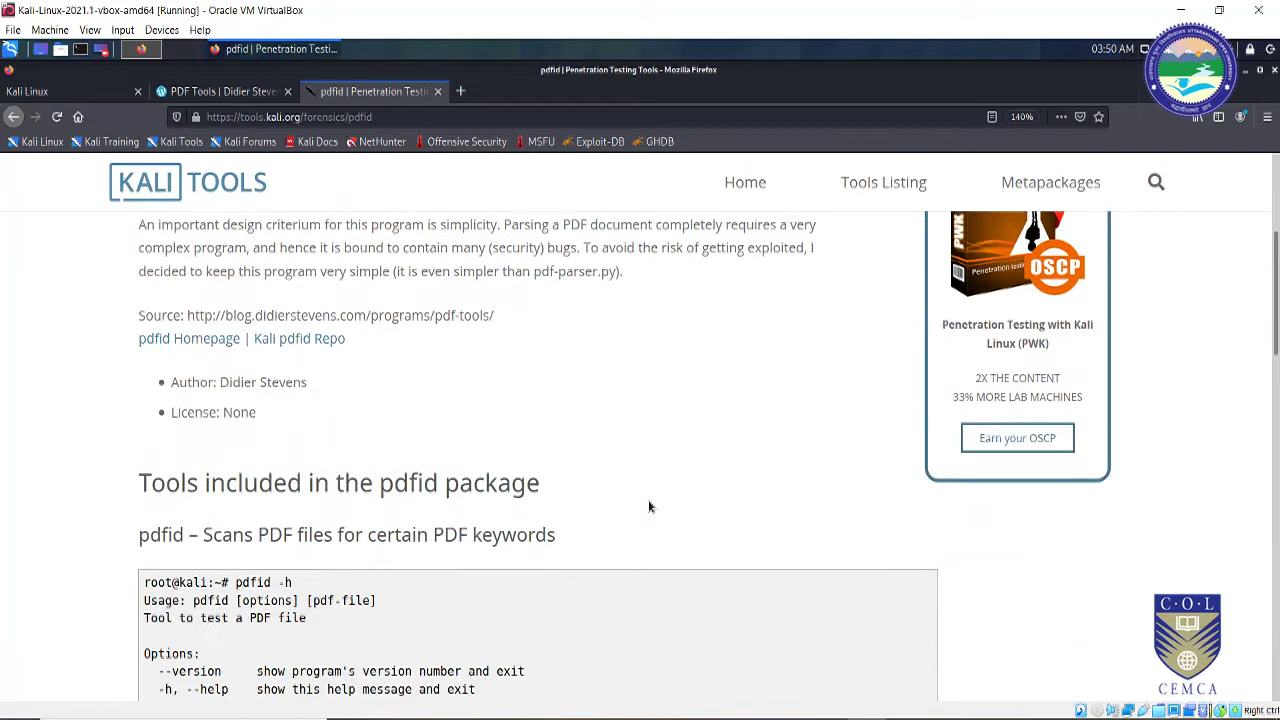 Kali-Linux-2021.1-vbox-amd64 [Running] - Oracle VM VirtualBox
File Machine View Input Devices Help
pdfid | Penetration Testi…
03:50 AM
pdfid | Penetration Testing Tools - Mozilla Firefox
Kali Linux
PDF Tools | Didier Steve
pdfid | Penetration Testi
https://tools.kali.org/forensics/pdfid
140%
Kali Linux Kali Training Kali Tools Kali Forums Kali Docs NetHunter Offensive Security MSFU Exploit-DB GHDB
KALI TOOLS
Home Tools Listing Metapackages
An important design criterium for this program is simplicity. Parsing a PDF document completely requires a very
complex program, and hence it is bound to contain many (security) bugs. To avoid the risk of getting exploited, I
decided to keep this program very simple (it is even simpler than pdf-parser.py).
Source: http://blog.didierstevens.com/programs/pdf-tools/
pdfid Homepage | Kali pdfid Repo
Author: Didier Stevens
License: None
Tools included in the pdfid package
pdfid – Scans PDF files for certain PDF keywords
root@kali:~# pdfid -h
Usage: pdfid [options] [pdf-file]
Tool to test a PDF file
Options:
--version show program's version number and exit
-h, --help show this help message and exit
PWK
Penetration testing
OSCP
Penetration Testing with Kali
Linux (PWK)
2X THE CONTENT
33% MORE LAB MACHINES
Earn your OSCP
C·O·L
CEMCA
Right Ctrl